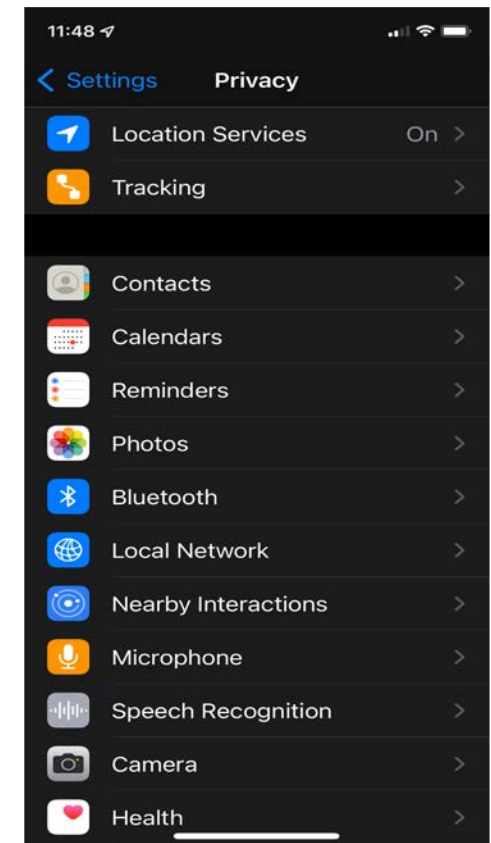 11:48
Settings Privacy
Location Services On
Tracking
Contacts
Calendars
Reminders
Photos
Bluetooth
Local Network
Nearby Interactions
Microphone
Speech Recognition
Camera
Health